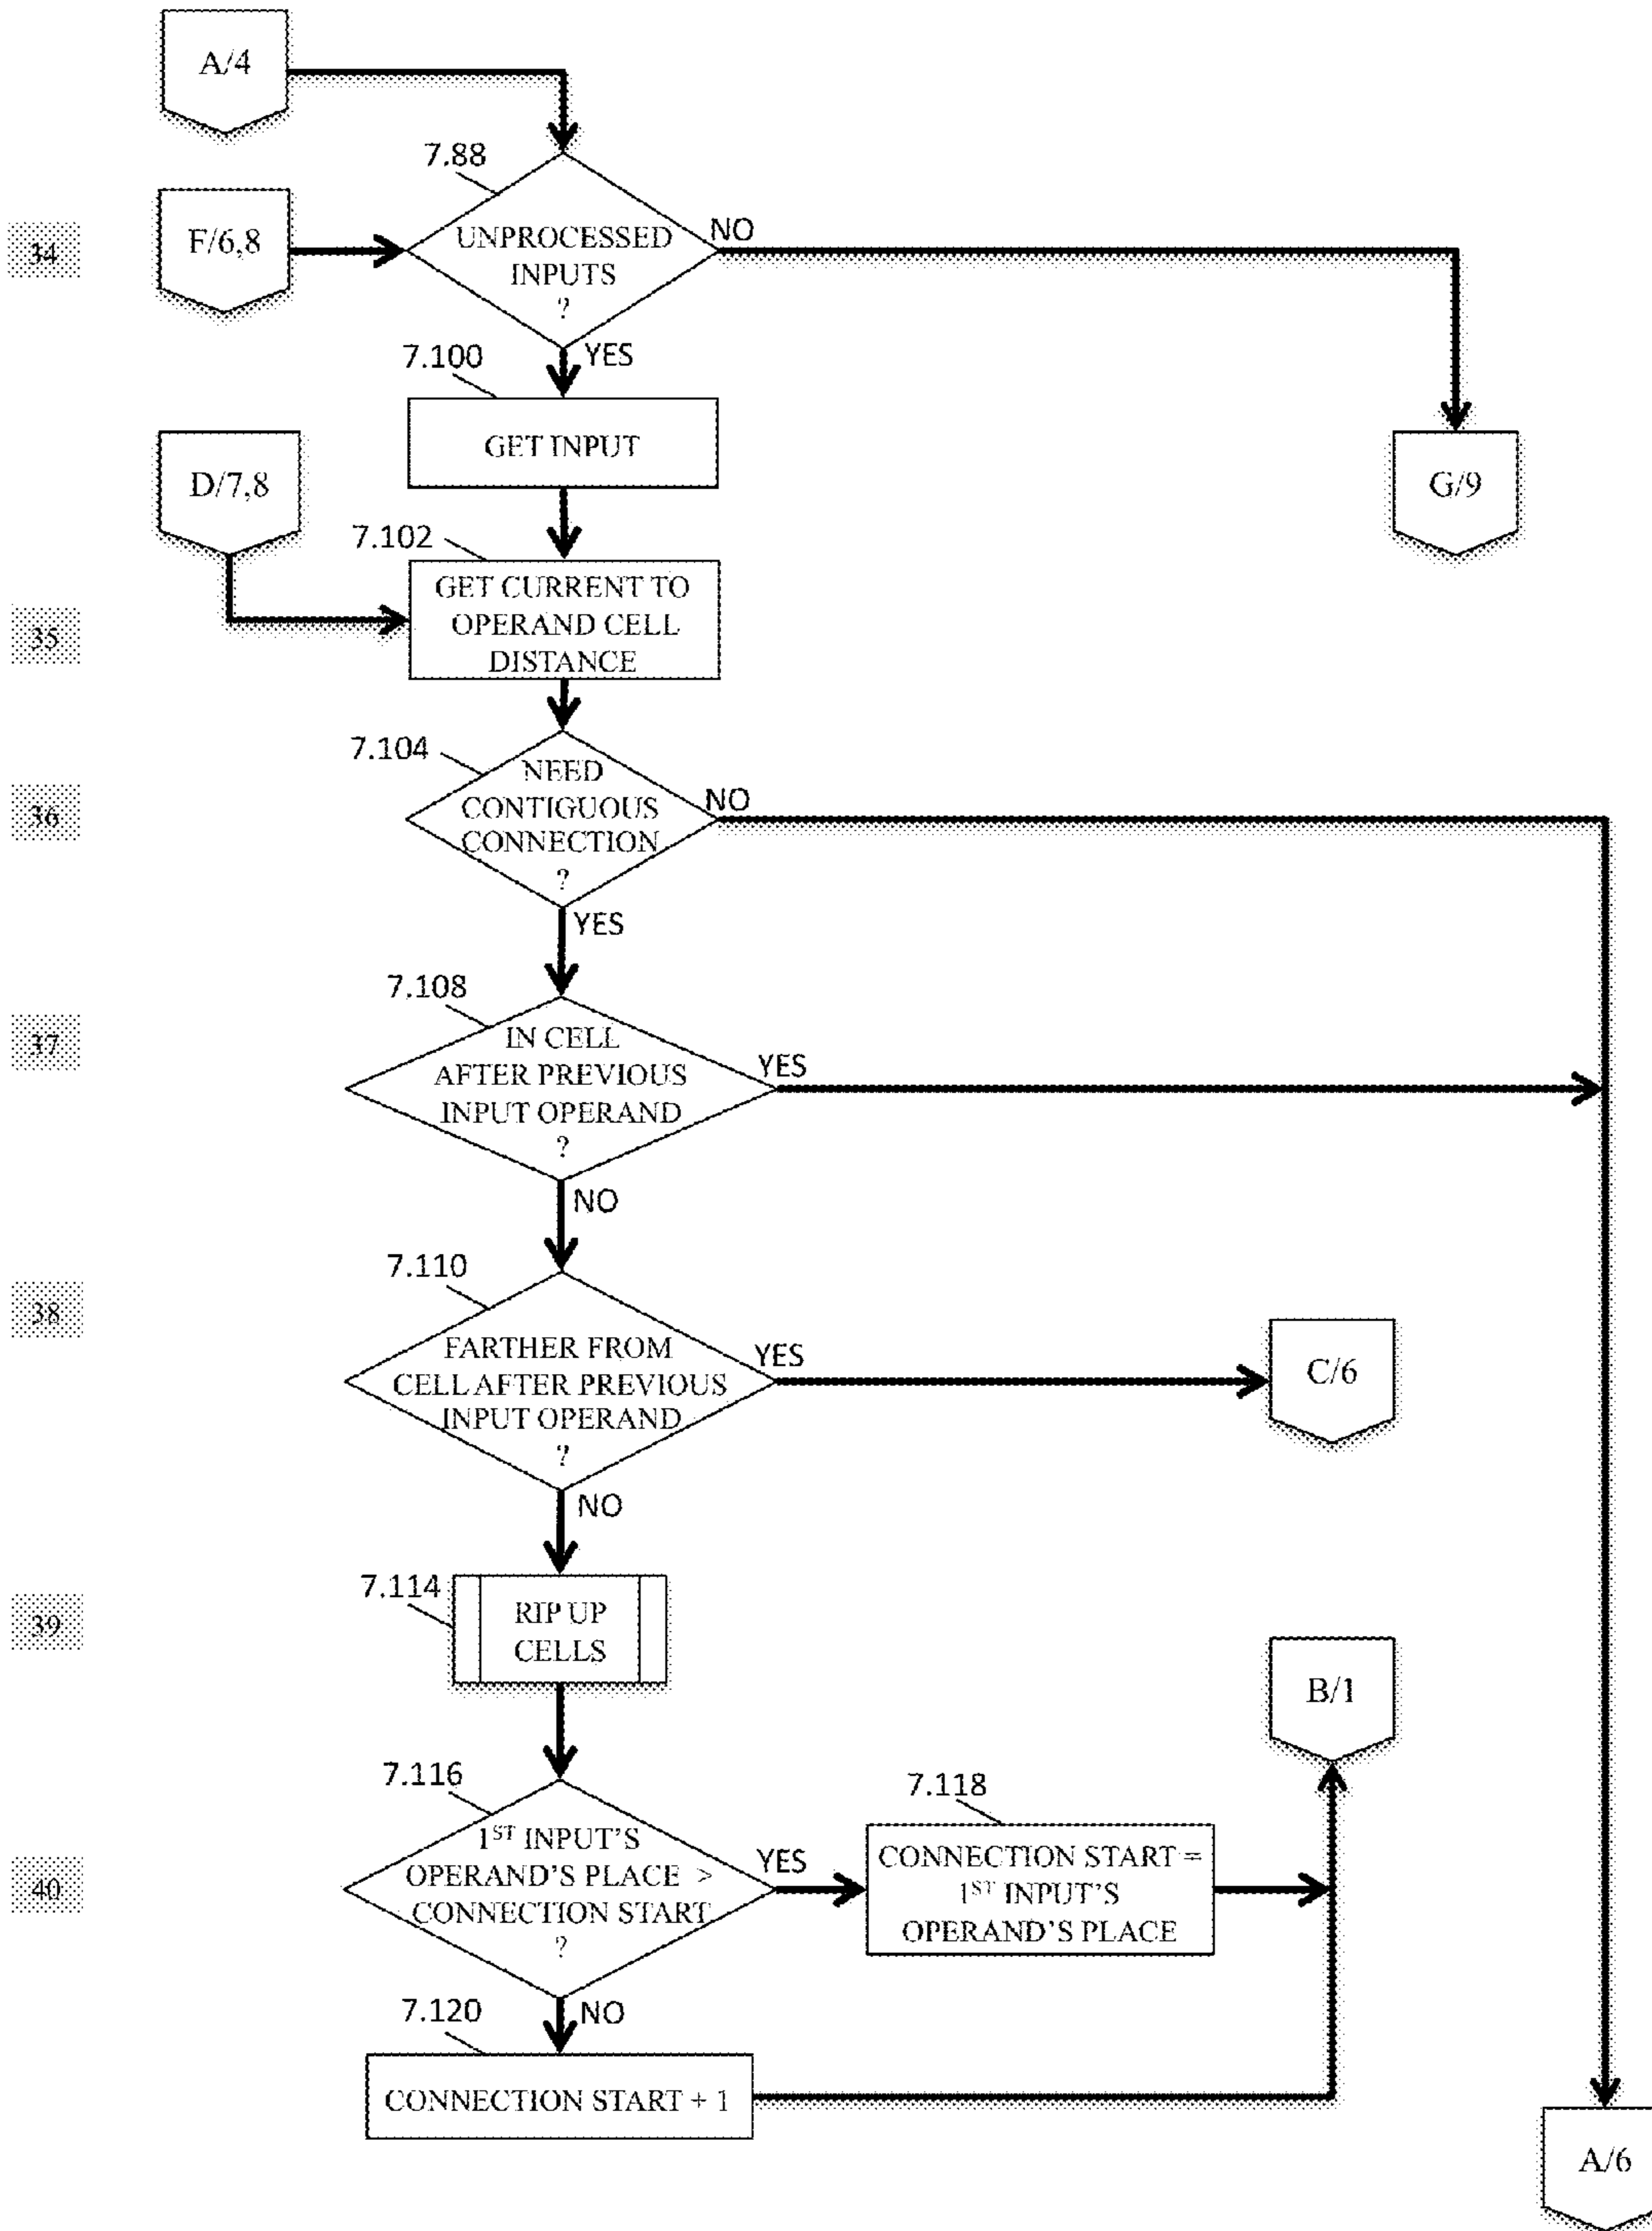 A/4
7.88
34
F/6,8
UNPROCESSED
INPUTS
?
NO
YES
7.100
GET INPUT
D/7,8
G/9
7.102
35
GET CURRENT TO
OPERAND CELL
DISTANCE
7.104
36
NEED
CONTIGUOUS
CONNECTION
?
NO
YES
7.108
37
IN CELL
AFTER PREVIOUS
INPUT OPERAND
?
YES
NO
7.110
38
FARTHER FROM
CELL AFTER PREVIOUS
INPUT OPERAND
?
YES
C/6
NO
7.114
39
RIP UP
CELLS
B/1
7.116
40
1ST INPUT'S
OPERAND'S PLACE >
CONNECTION START
?
YES
7.118
CONNECTION START =
1ST INPUT'S
OPERAND'S PLACE
NO
7.120
CONNECTION START + 1
A/6